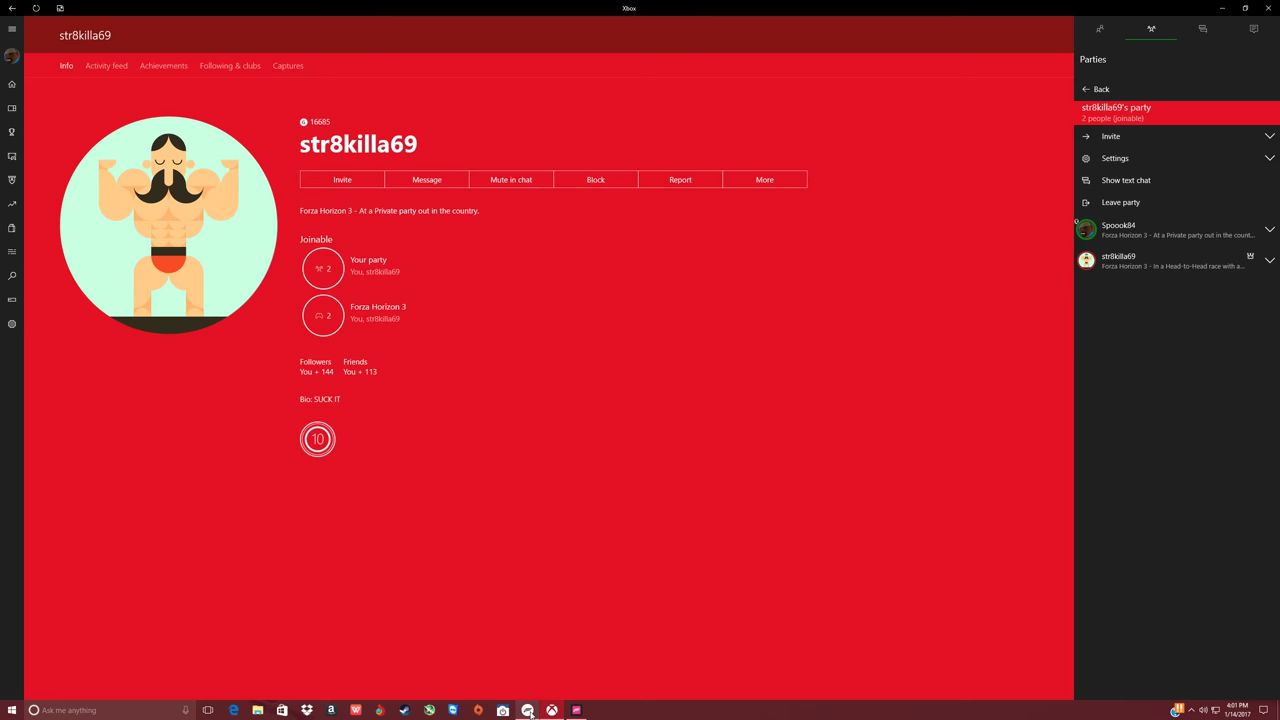 Xbox
str8killa69
Info Activity feed Achievements Following & clubs Captures
G 16685
str8killa69
Invite Message Mute in chat Block Report More
Forza Horizon 3 - At a Private party out in the country.
Joinable
2 Your party
You, str8killa69
2 Forza Horizon 3
You, str8killa69
Followers Friends
You + 144 You + 113
Bio: SUCK IT
10
Parties
Back
str8killa69's party
2 people (joinable)
Invite
Settings
Show text chat
Leave party
Spoook84
Forza Horizon 3 - At a Private party out in the count...
str8killa69
Forza Horizon 3 - In a Head-to-Head race with a...
Ask me anything
4:01 PM
1/14/2017